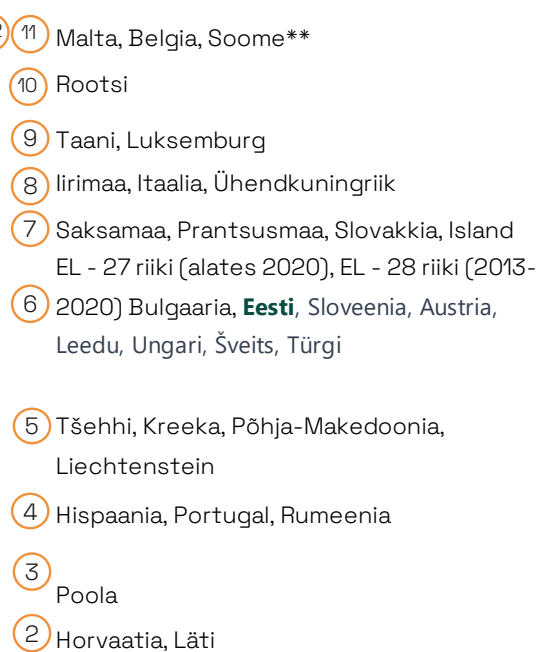 11 Malta, Belgia, Soome**
10 Rootsi
9 Taani, Luksemburg
8 Iirimaa, Itaalia, Ühendkuningriik
7 Saksamaa, Prantsusmaa, Slovakkia, Island
EL - 27 riiki (alates 2020), EL - 28 riiki (2013-
6 2020) Bulgaaria, Eesti, Sloveenia, Austria,
Leedu, Ungari, Šveits, Türgi
5 Tšehhi, Kreeka, Põhja-Makedoonia,
Liechtenstein
4 Hispaania, Portugal, Rumeenia
3
Poola
2 Horvaatia, Läti